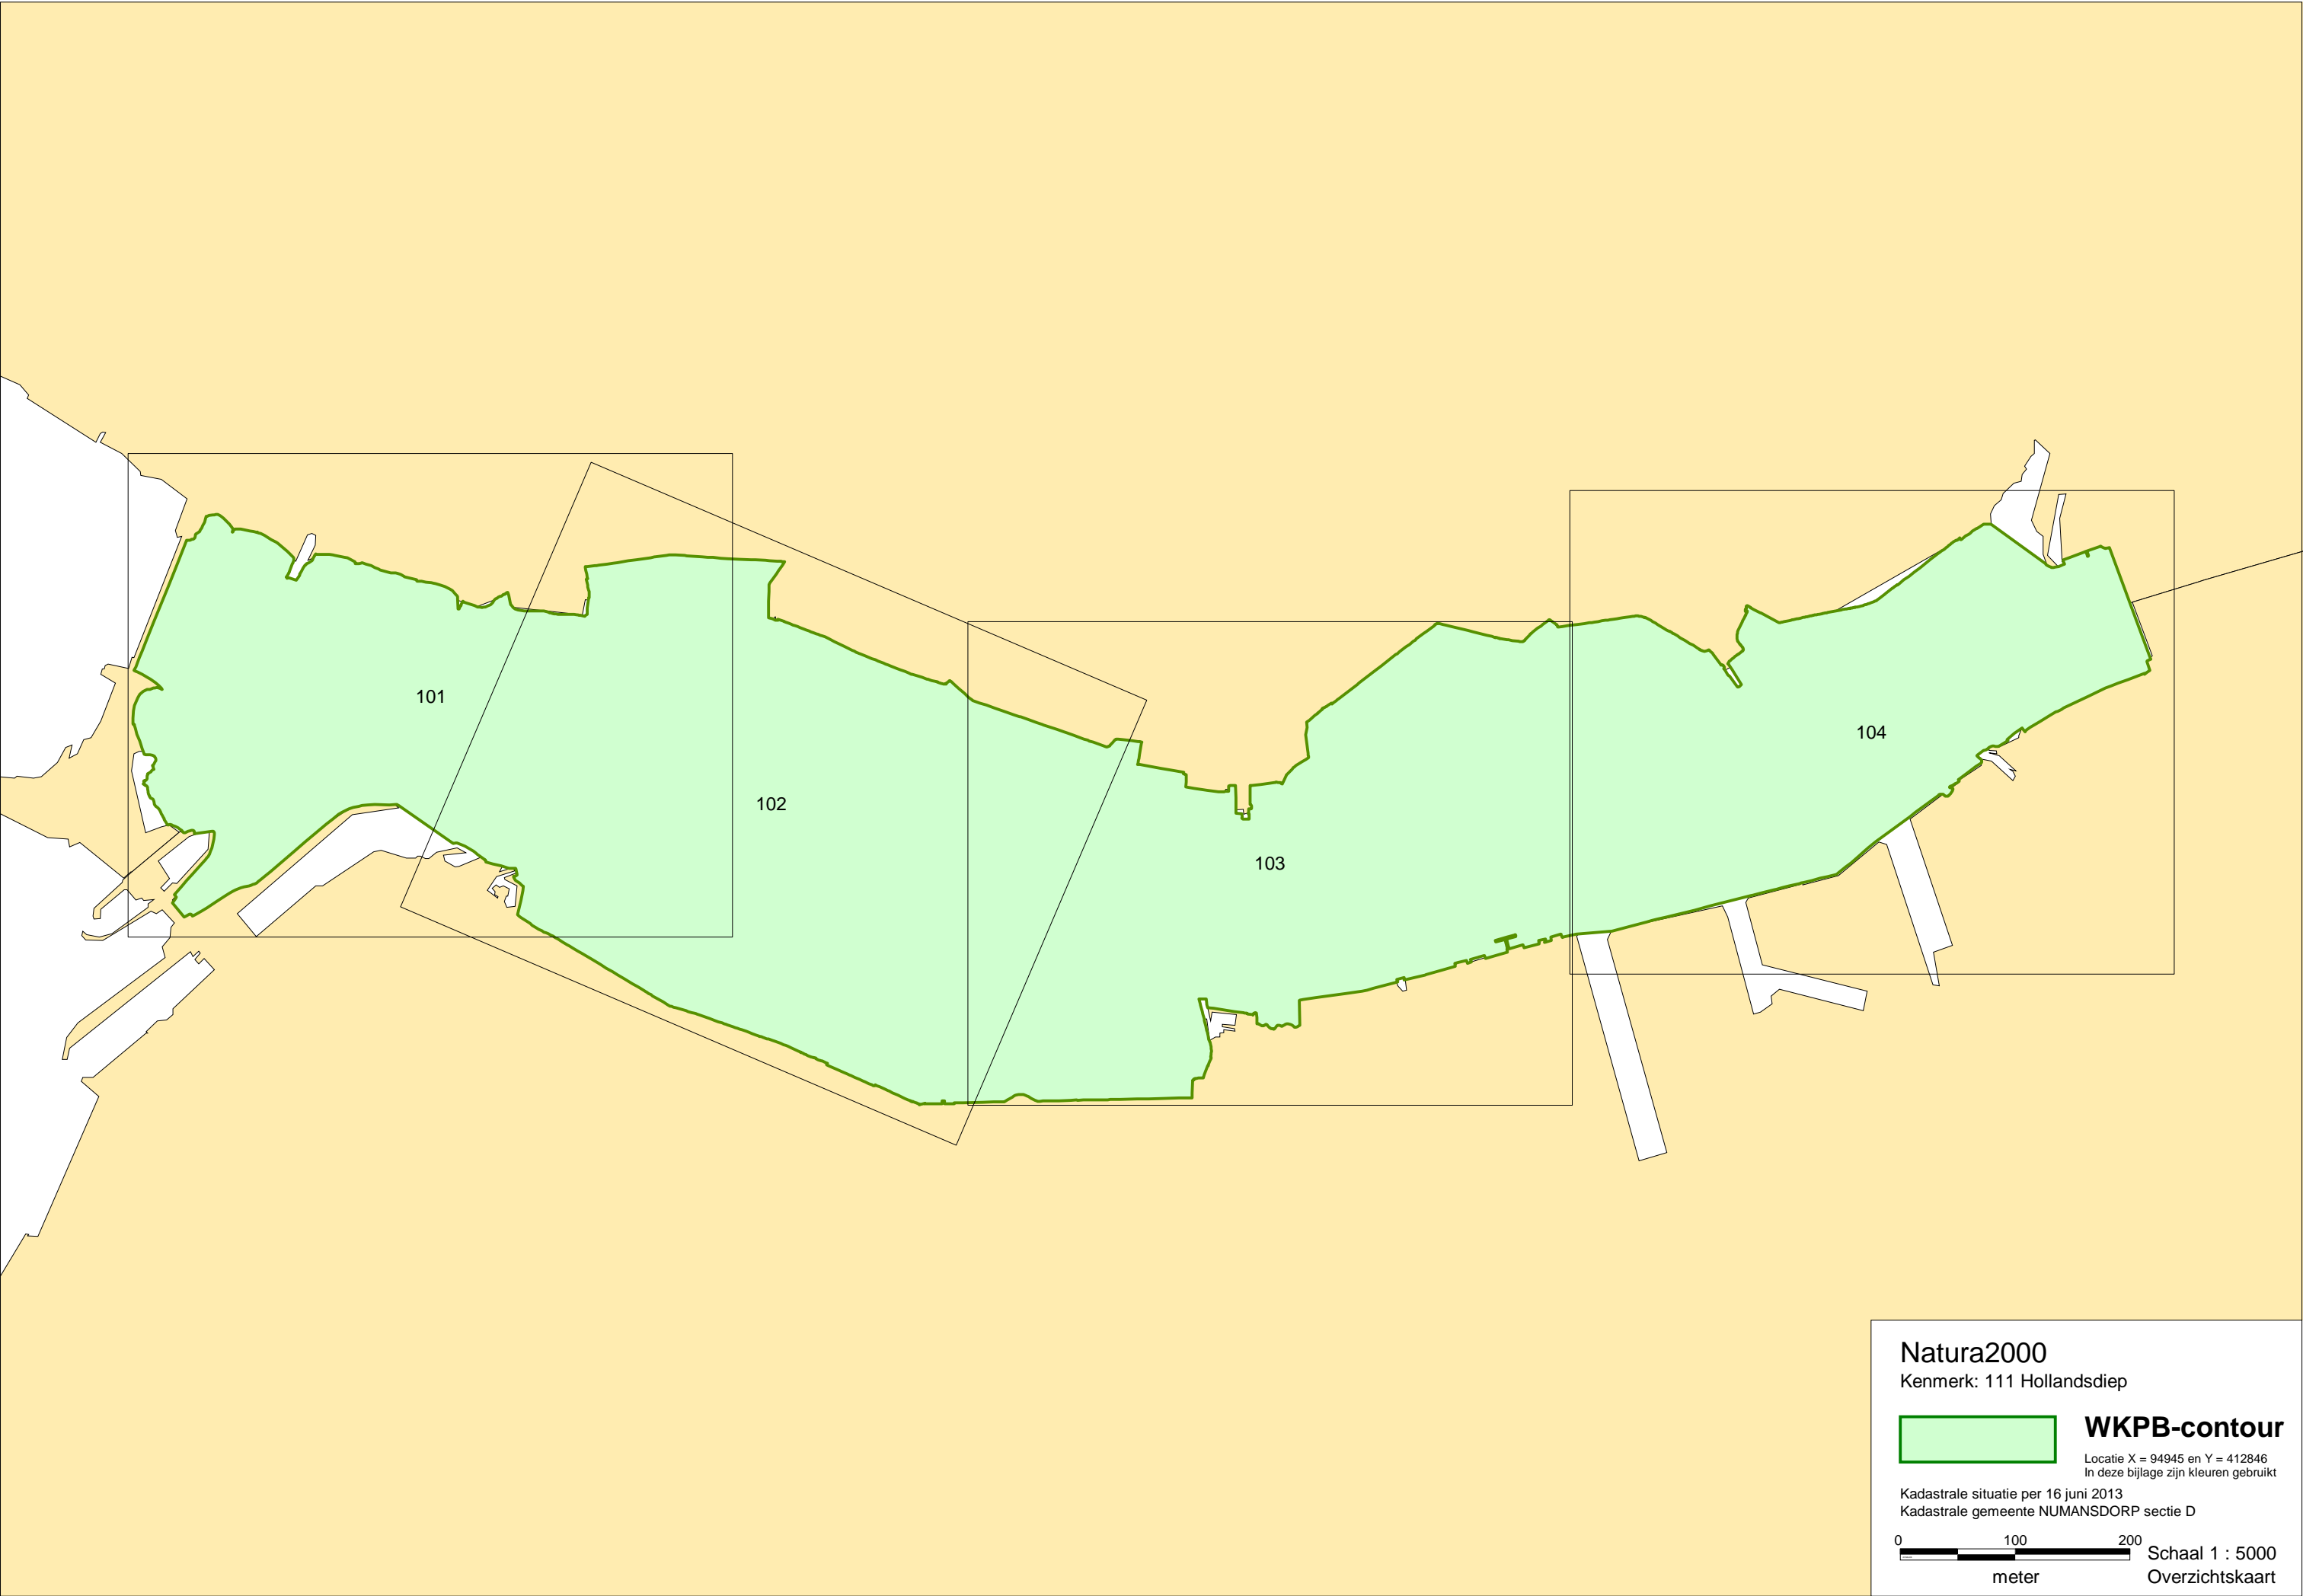 101
102
103
104
Natura2000
Kenmerk: 111 Hollandsdiep
WKPB-contour
Locatie X = 94945 en Y = 412846
In deze bijlage zijn kleuren gebruikt
Kadastrale situatie per 16 juni 2013
Kadastrale gemeente NUMANSDORP sectie D
0 100 200
Schaal 1 : 5000
meter
Overzichtskaart